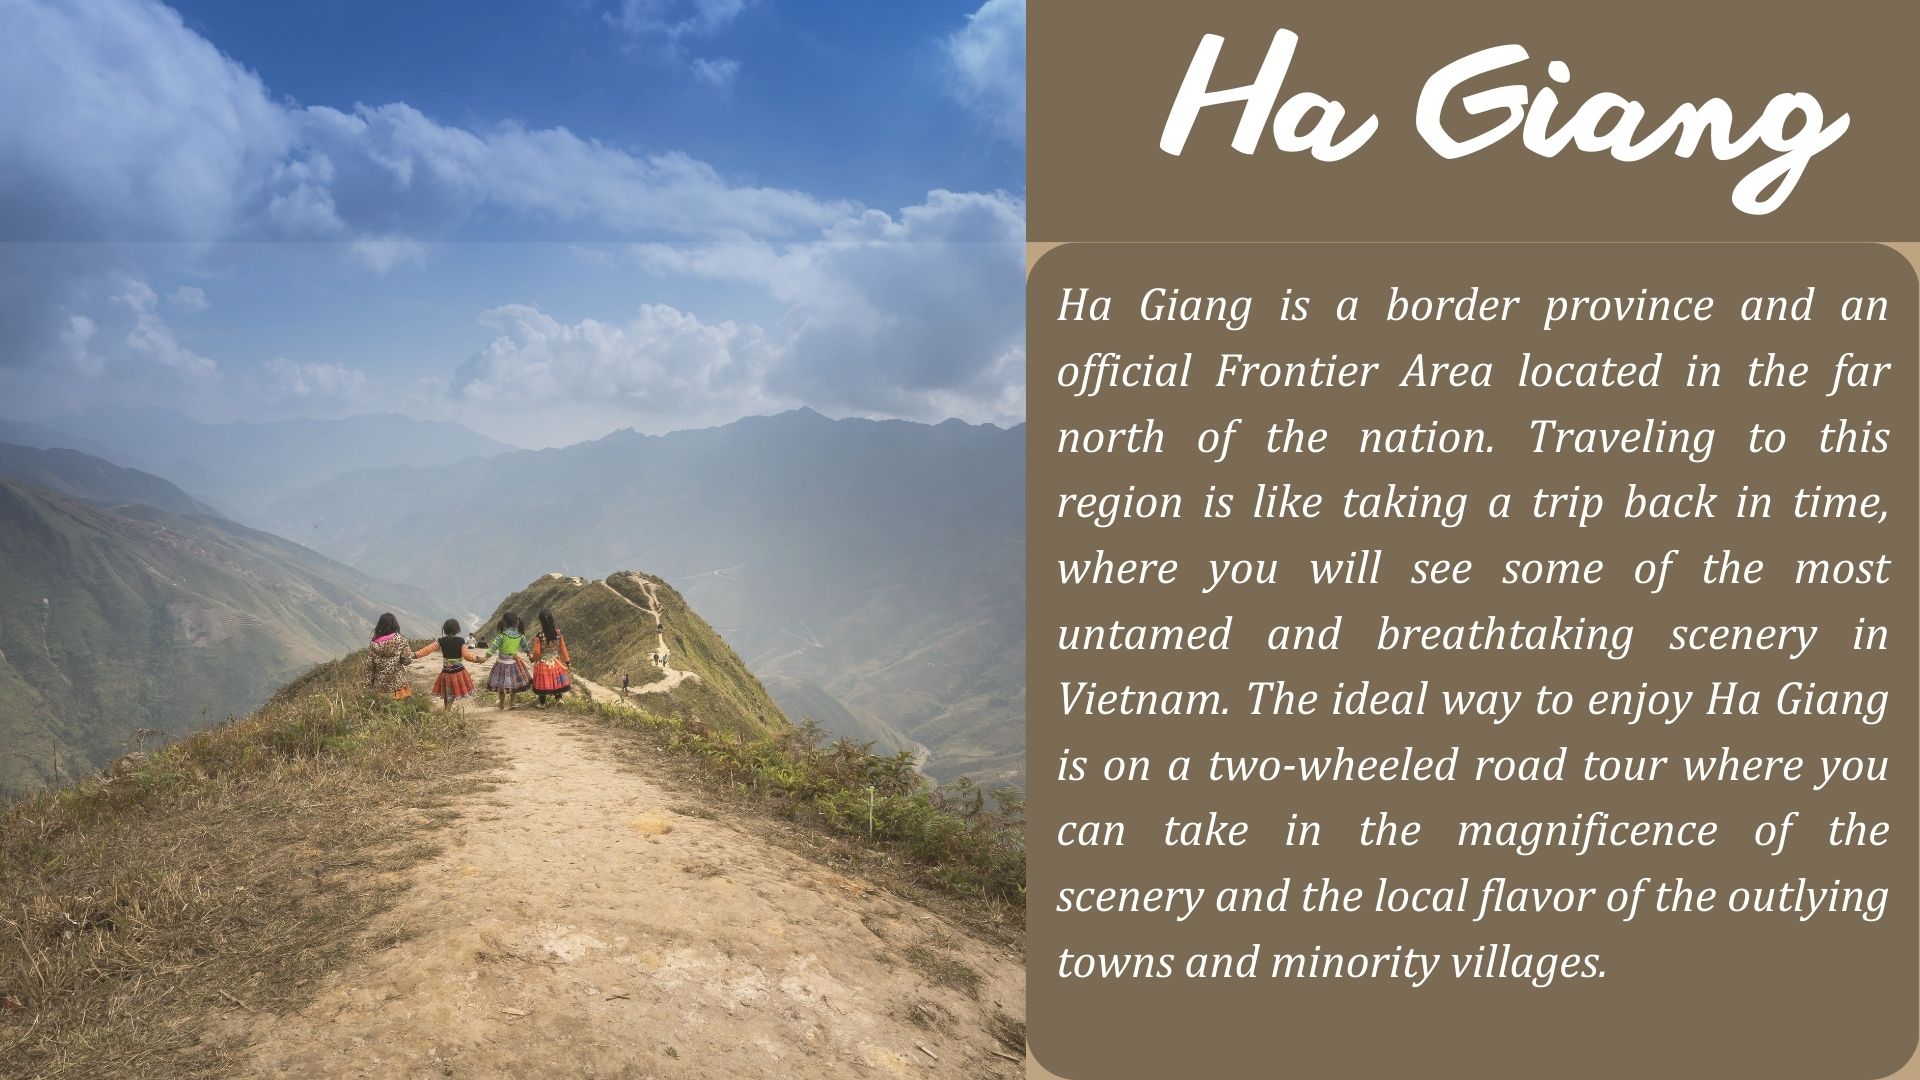 Ha Giang
Ha Giang is a border province and an
official Frontier Area located in the far
north of the nation. Traveling to this
region is like taking a trip back in time,
where you will see some of the most
untamed and breathtaking scenery in
Vietnam. The ideal way to enjoy Ha Giang
is on a two-wheeled road tour where you
can take in the magnificence of the
scenery and the local flavor of the outlying
towns and minority villages.